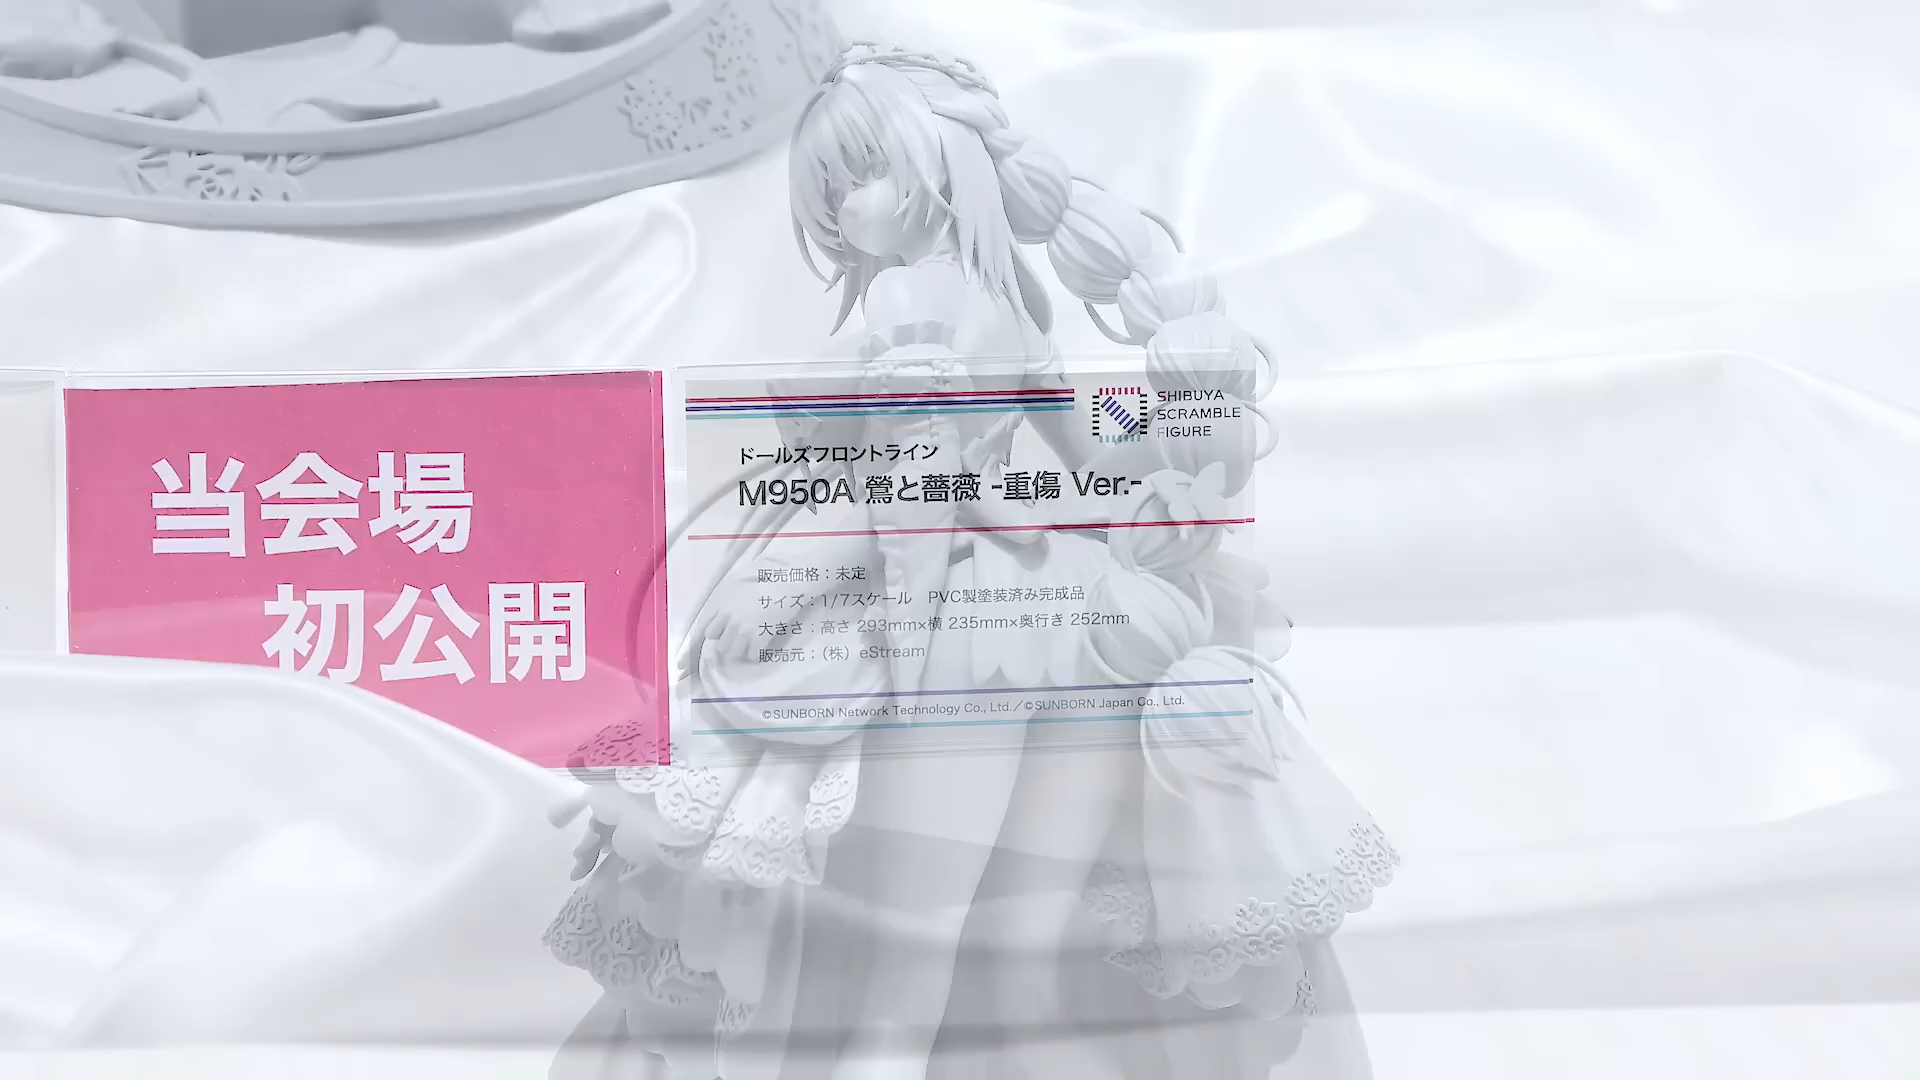 当会場
初公開
SHIBUYA
SCRAMBLE
FIGURE
ドールズフロントライン
M950A 鶯と薔薇 -重傷 Ver.-
販売価格：未定
サイズ：1/7スケール　PVC製塗装済み完成品
大きさ：高さ 293mm×横 235mm×奥行き 252mm
販売元：（株）eStream
©SUNBORN Network Technology Co., Ltd.／©SUNBORN Japan Co., Ltd.